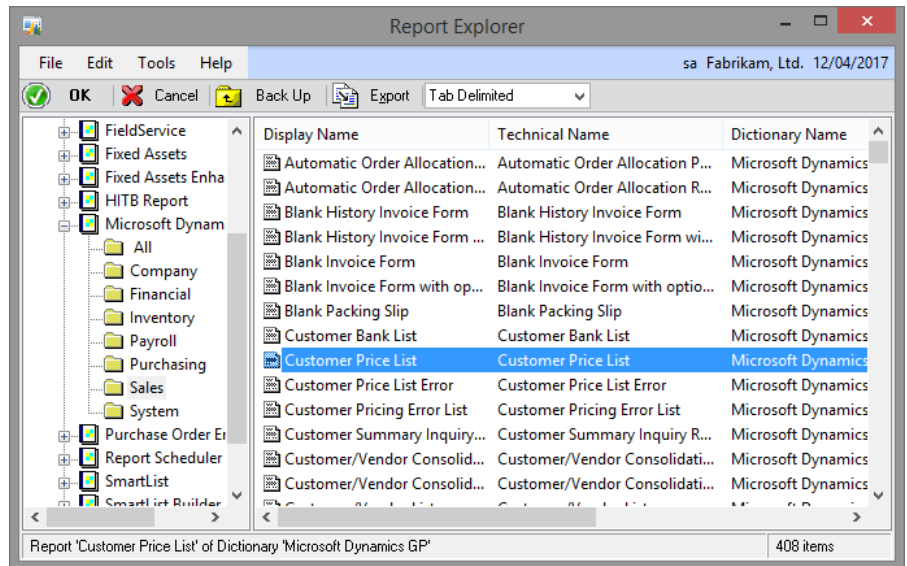 Report Explorer
File Edit Tools Help sa Fabrikam, Ltd. 12/04/2017
OK Cancel Back Up Export Tab Delimited
FieldService
Fixed Assets
Fixed Assets Enha
HITB Report
Microsoft Dynam
All
Company
Financial
Inventory
Payroll
Purchasing
Sales
System
Purchase Order Er
Report Scheduler
SmartList
SmartList Builder
Display Name Technical Name Dictionary Name
Automatic Order Allocation... Automatic Order Allocation P... Microsoft Dynamics
Automatic Order Allocation... Automatic Order Allocation R... Microsoft Dynamics
Blank History Invoice Form Blank History Invoice Form Microsoft Dynamics
Blank History Invoice Form ... Blank History Invoice Form wi... Microsoft Dynamics
Blank Invoice Form Blank Invoice Form Microsoft Dynamics
Blank Invoice Form with op... Blank Invoice Form with optio... Microsoft Dynamics
Blank Packing Slip Blank Packing Slip Microsoft Dynamics
Customer Bank List Customer Bank List Microsoft Dynamics
Customer Price List Customer Price List Microsoft Dynamics
Customer Price List Error Customer Price List Error Microsoft Dynamics
Customer Pricing Error List Customer Pricing Error List Microsoft Dynamics
Customer Summary Inquiry... Customer Summary Inquiry R... Microsoft Dynamics
Customer/Vendor Consolid... Customer/Vendor Consolidati... Microsoft Dynamics
Customer/Vendor Consolid... Customer/Vendor Consolidati... Microsoft Dynamics
Report 'Customer Price List' of Dictionary 'Microsoft Dynamics GP' 408 items